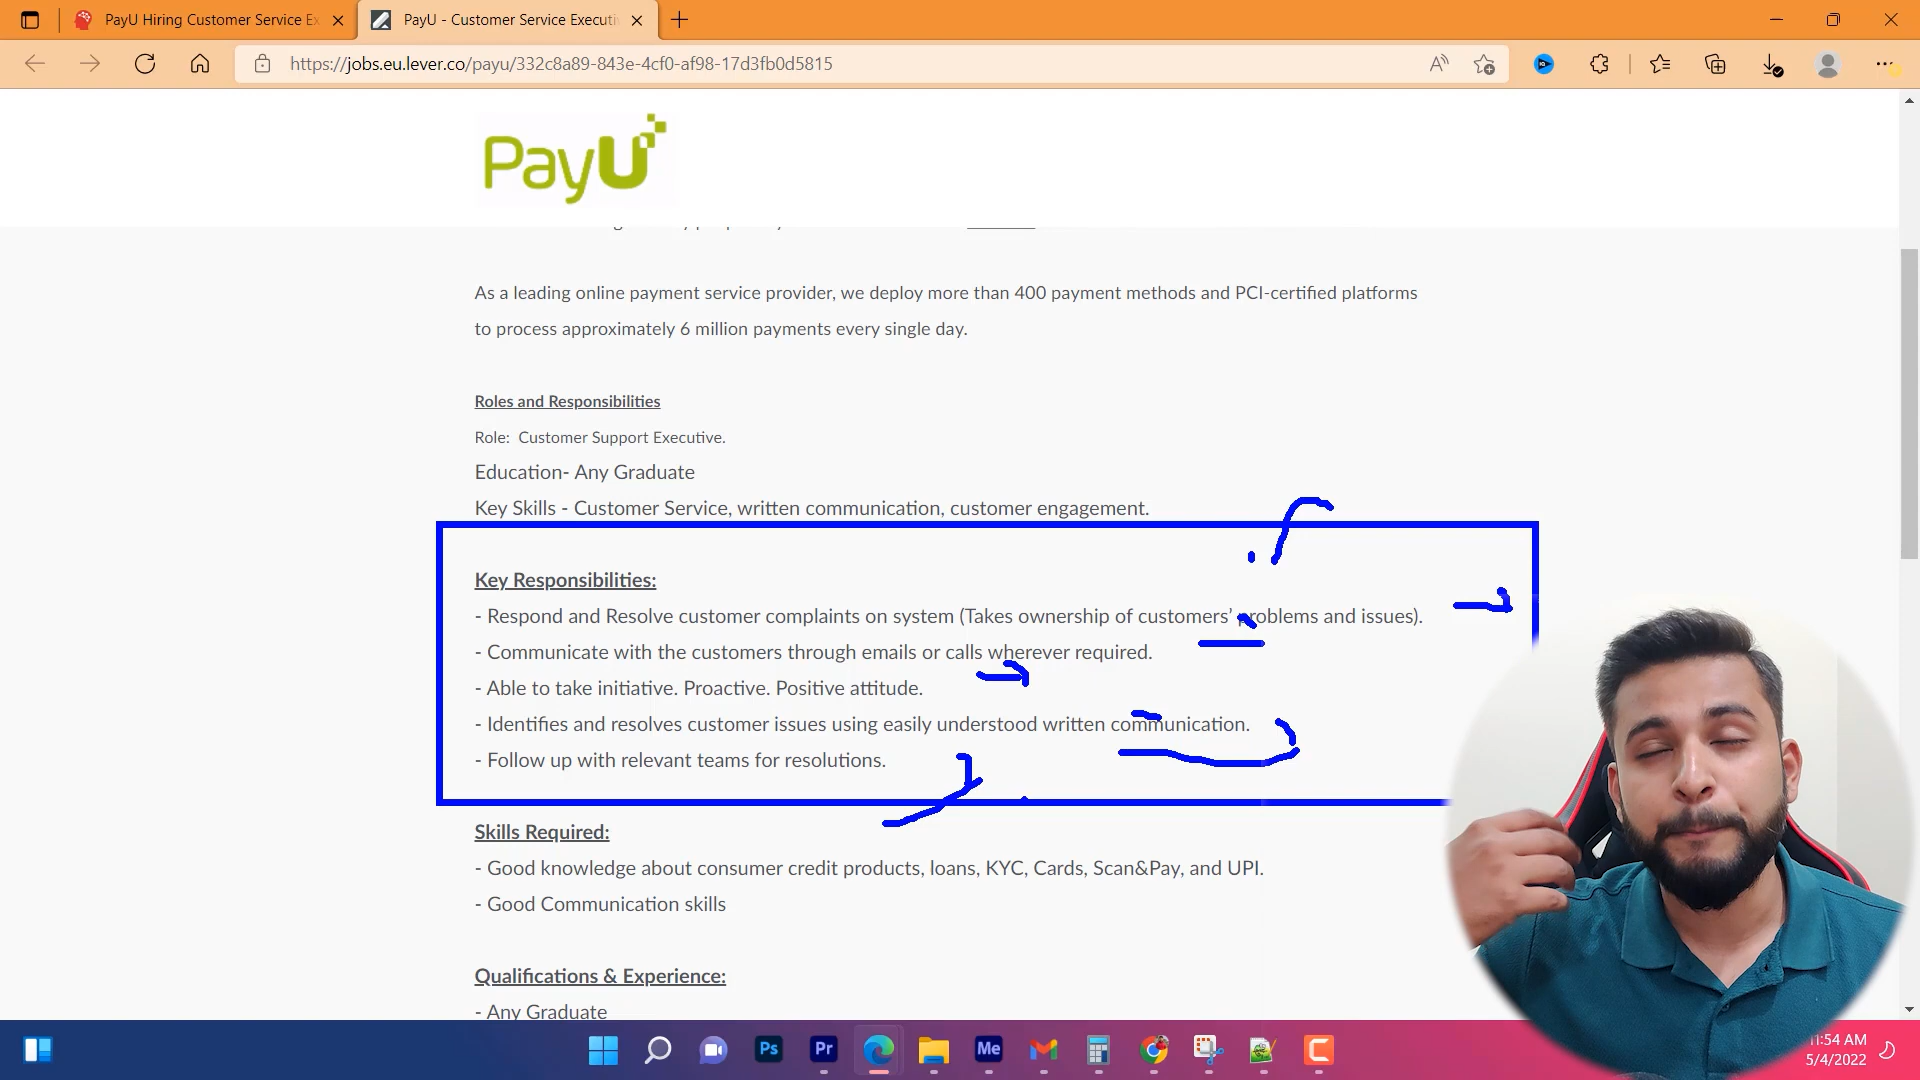 PayU Hiring Customer Service Ex
PayU - Customer Service Executi
https://jobs.eu.lever.co/payu/332c8a89-843e-4cf0-af98-17d3fb0d5815
PayU
As a leading online payment service provider, we deploy more than 400 payment methods and PCI-certified platforms
to process approximately 6 million payments every single day.
Roles and Responsibilities
Role: Customer Support Executive.
Education- Any Graduate
Key Skills - Customer Service, written communication, customer engagement.
Key Responsibilities:
- Respond and Resolve customer complaints on system (Takes ownership of customers’ problems and issues).
- Communicate with the customers through emails or calls wherever required.
- Able to take initiative. Proactive. Positive attitude.
- Identifies and resolves customer issues using easily understood written communication.
- Follow up with relevant teams for resolutions.
Skills Required:
- Good knowledge about consumer credit products, loans, KYC, Cards, Scan&Pay, and UPI.
- Good Communication skills
Qualifications & Experience:
- Any Graduate
Ps
Pr
Me
11:54 AM
5/4/2022